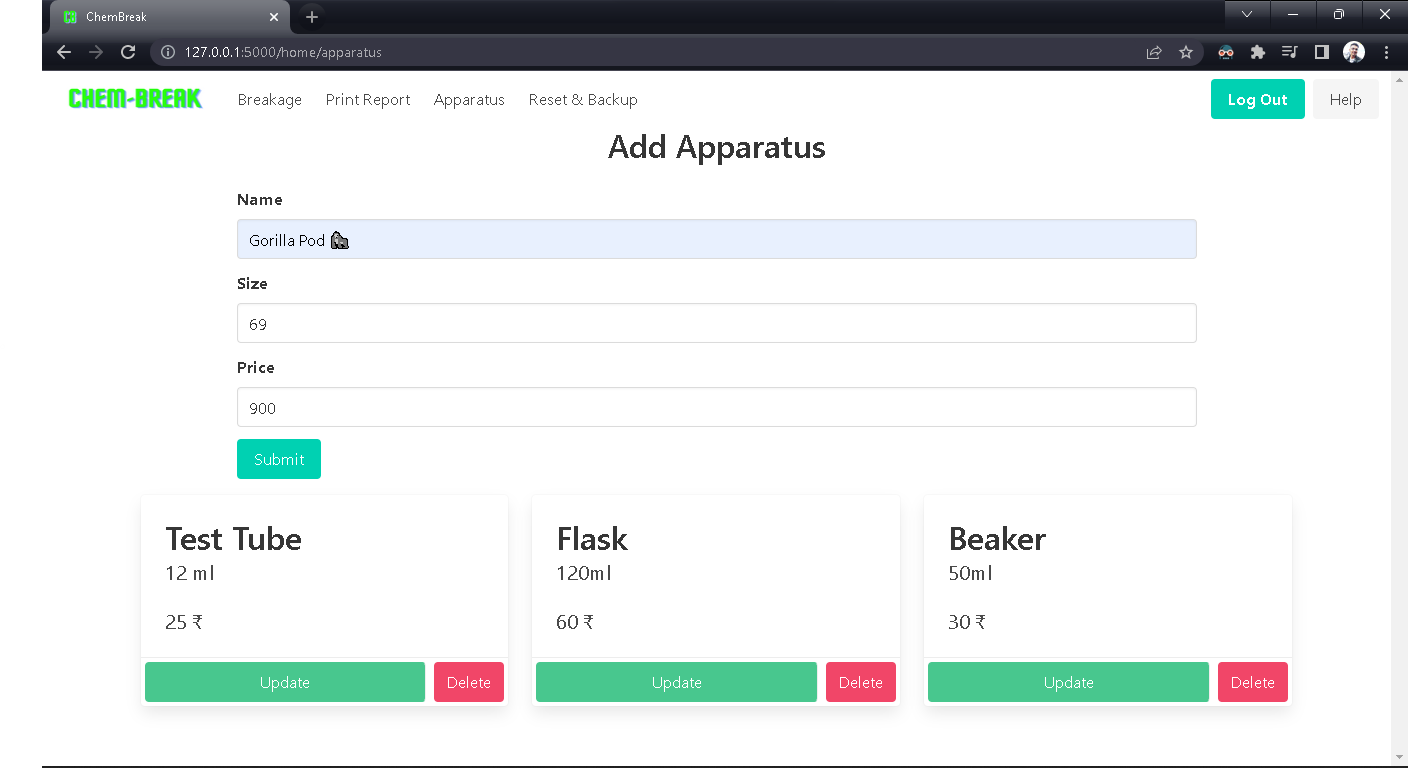 ChemBreak
127.0.0.1:5000/home/apparatus
CHEM-BREAK Breakage Print Report Apparatus Reset & Backup Log Out Help
Add Apparatus
Name
Gorilla Pod 🦍
Size
69
Price
900
Submit
Test Tube
12 ml
25 ₹
Update Delete
Flask
120ml
60 ₹
Update Delete
Beaker
50ml
30 ₹
Update Delete